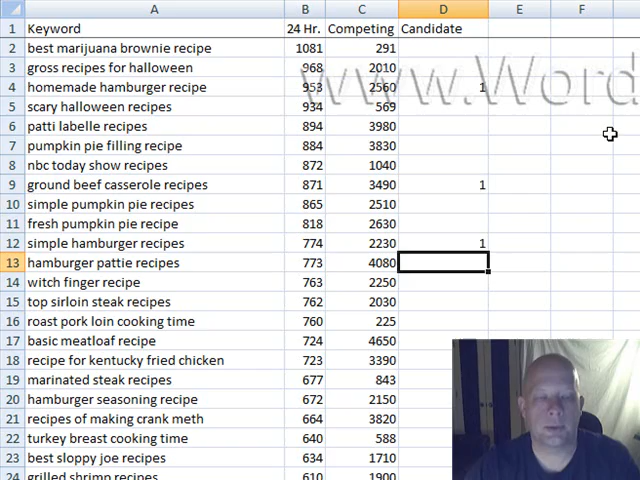 A B C D E F
1 Keyword 24 Hr. Competing Candidate
2 best marijuana brownie recipe 1081 291
3 gross recipes for halloween 968 2010
4 homemade hamburger recipe 953 2560 1
www.Word
5 scary halloween recipes 934 569
6 patti labelle recipes 894 3980
7 pumpkin pie filling recipe 884 3830
8 nbc today show recipes 872 1040
9 ground beef casserole recipes 871 3490 1
10 simple pumpkin pie recipes 865 2510
11 fresh pumpkin pie recipe 818 2630
12 simple hamburger recipes 774 2230 1
13 hamburger pattie recipes 773 4080
14 witch finger recipe 763 2250
15 top sirloin steak recipes 762 2030
16 roast pork loin cooking time 760 225
17 basic meatloaf recipe 724 4650
18 recipe for kentucky fried chicken 723 3390
19 marinated steak recipes 677 843
20 hamburger seasoning recipe 672 2150
21 recipes of making crank meth 664 3820
22 turkey breast cooking time 640 588
23 best sloppy joe recipes 634 1710
24 grilled shrimp recipes 610 1900